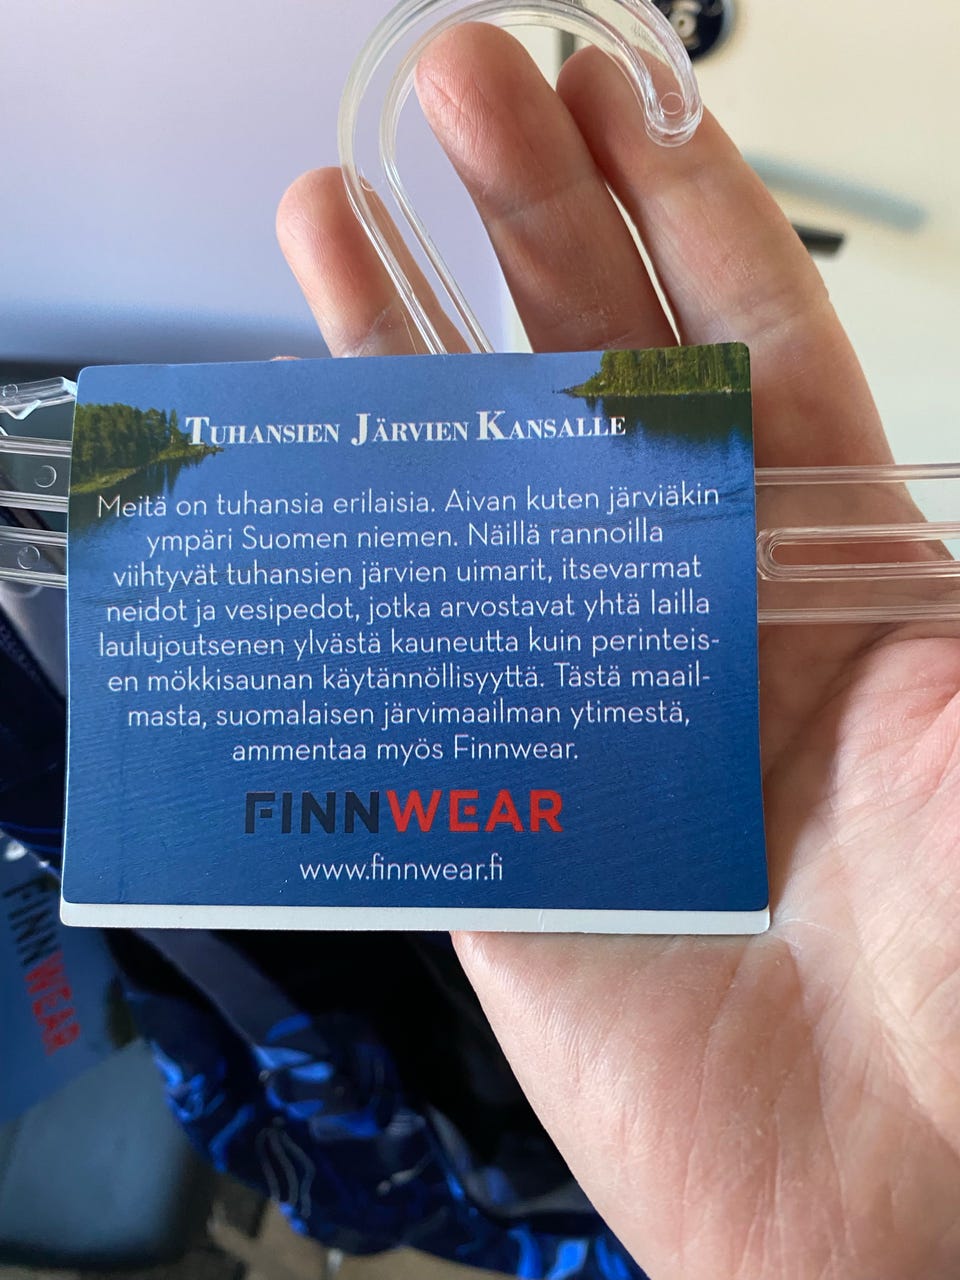 TUHANSIEN JÄRVIEN KANSALLE
Meitä on tuhansia erilaisia. Aivan kuten järviäkin
ympäri Suomen niemen. Näillä rannoilla
viihtyvät tuhansien järvien uimarit, itsevarmat
neidot ja vesipedot, jotka arvostavat yhtä lailla
laulujoutsenen ylvästä kauneutta kuin perinteis-
en mökkisaunan käytännöllisyyttä. Tästä maail-
masta, suomalaisen järvimaailman ytimestä,
ammentaa myös Finnwear.
FINNWEAR
www.finnwear.fi
FINNWEAR